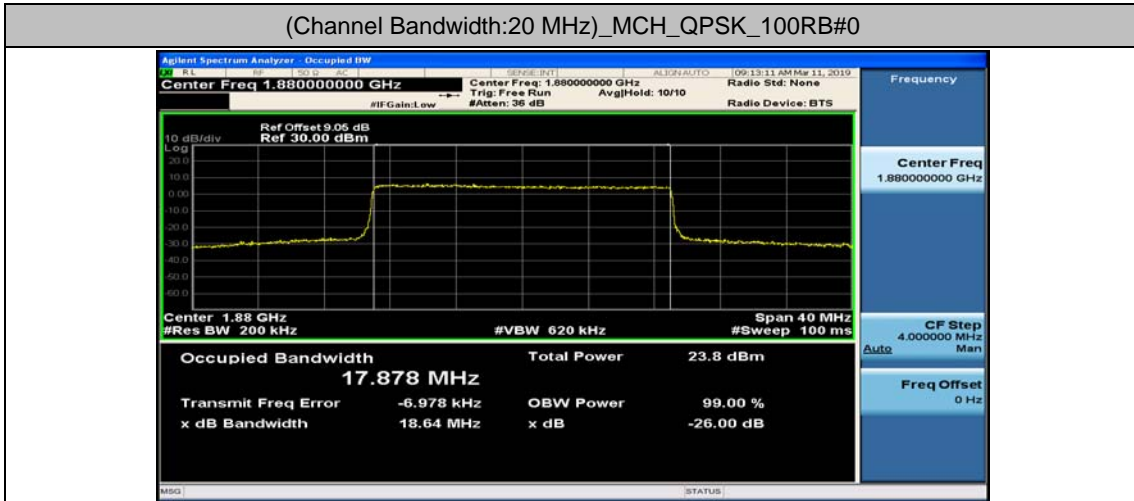 (Channel Bandwidth:20 MHz)_MCH_QPSK_100RB#0
Agilent Spectrum Analyzer - Occupied BW
RL RF 50 Ω AC SENSE:INT ALIGN AUTO 09:13:11 AM Mar 11, 2019
Center Freq 1.880000000 GHz
Center Freq: 1.880000000 GHz
Radio Std: None
Trig: Free Run Avg|Hold: 10/10
#IFGain:Low #Atten: 36 dB Radio Device: BTS
Ref Offset 9.05 dB
10 dB/div Ref 30.00 dBm
Log
20.0
10.0
0.00
-10.0
-20.0
-30.0
-40.0
-50.0
-60.0
Center 1.88 GHz Span 40 MHz
#Res BW 200 kHz #VBW 620 kHz #Sweep 100 ms
Occupied Bandwidth Total Power 23.8 dBm
17.878 MHz
Transmit Freq Error -6.978 kHz OBW Power 99.00 %
x dB Bandwidth 18.64 MHz x dB -26.00 dB
MSG STATUS
Frequency
Center Freq
1.880000000 GHz
CF Step
4.000000 MHz
Auto Man
Freq Offset
0 Hz